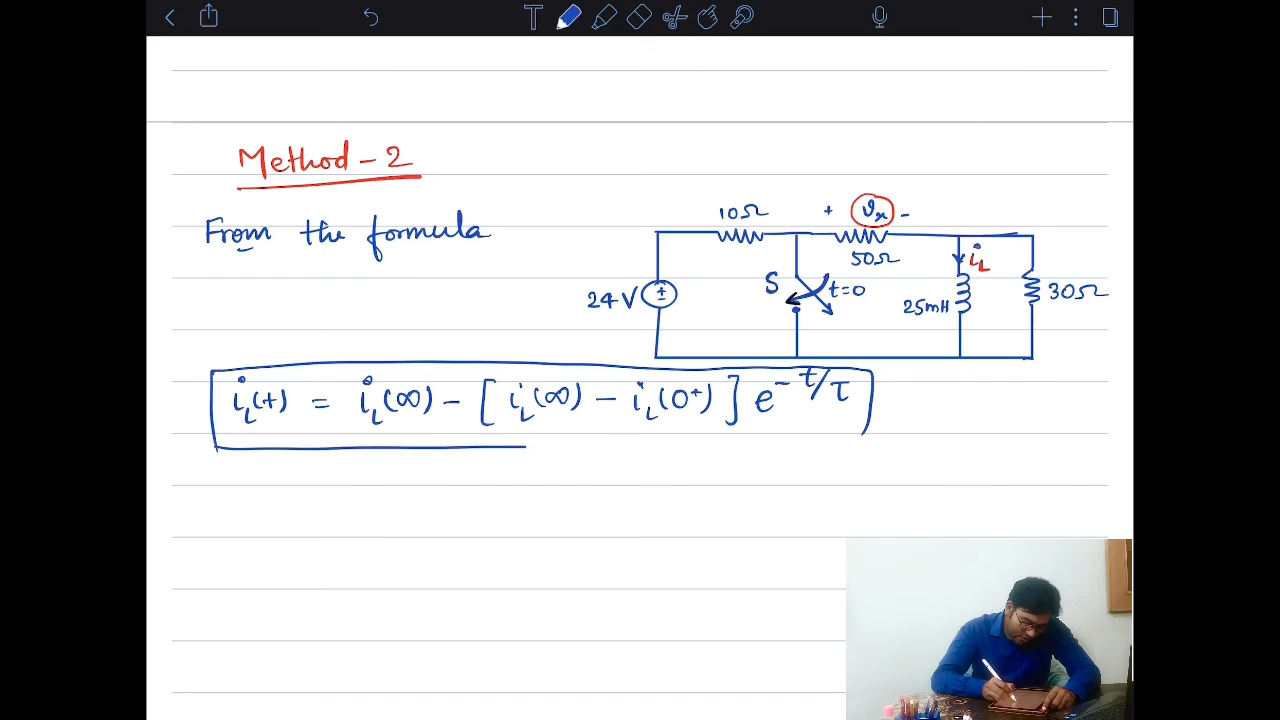 Method - 2
From the formula
10Ω
+ 𝒱x -
50Ω
iL
24V
+
-
S
t=0
25mH
30Ω
iL(t) = iL(∞) - [ iL(∞) - iL(0+) ] e^-t/τ